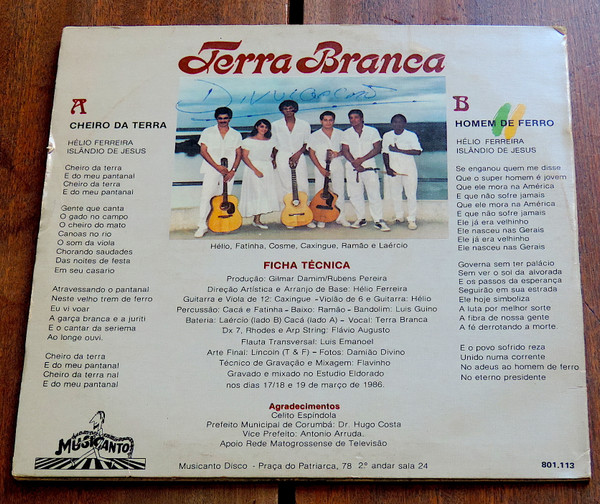 Terra Branca
Divulgação
A
CHEIRO DA TERRA
HÉLIO FERREIRA
ISLÂNDIO DE JESUS
Cheiro da terra
E do meu pantanal
Cheiro da terra
E do meu pantanal
Gente que canta
O gado no campo
O cheiro do mato
Canoas no rio
O som da viola
Chorando saudades
Das noites de festa
Em seu casario
Atravessando o pantanal
Neste velho trem de ferro
Eu vi voar
A garça branca e a juriti
E o cantar da seriema
Ao longe ouvi.
Cheiro da terra
E do meu pantanal
Cheiro da terra nal
E do meu pantanal
MUSICANTO
Hélio, Fatinha, Cosme, Caxingue, Ramão e Laércio
FICHA TÉCNICA
Produção: Gilmar Damim/Rubens Pereira
Direção Artística e Arranjo de Base: Hélio Ferreira
Guitarra e Viola de 12: Caxingue -Violão de 6 e Guitarra: Hélio
Percussão: Cacá e Fatinha - Baixo: Ramão - Bandolim: Luis Guino
Bateria: Laércio (lado B) Cacá (lado A) - Vocal: Terra Branca
Dx 7, Rhodes e Arp String: Flávio Augusto
Flauta Transversal: Luis Emanoel
Arte Final: Lincoln (T & F) - Fotos: Damião Divino
Técnico de Gravação e Mixagem: Flavinho
Gravado e mixado no Estudio Eldorado
nos dias 17/18 e 19 de março de 1986.
Agradecimentos
Celito Espíndola
Prefeito Municipal de Corumbá: Dr. Hugo Costa
Vice Prefeito: Antonio Arruda.
Apoio Rede Matogrossense de Televisão
Musicanto Disco - Praça do Patriarca, 78 2.º andar sala 24
B
HOMEM DE FERRO
HÉLIO FERREIRA
ISLÂNDIO DE JESUS
Se enganou quem me disse
Que o super homem é jovem
Que ele mora na América
E que não sofre jamais
Que ele mora na América
E que não sofre jamais
Ele já era velhinho
Ele nasceu nas Gerais
Ele já era velhinho
Ele nasceu nas Gerais
Governa sem ter palácio
Sem ver o sol da alvorada
E os passos da esperança
Seguirão em sua estrada
Ele hoje simboliza
A luta por melhor sorte
A fibra de nossa gente
A fé derrotando a morte.
E o povo sofrido reza
Unido numa corrente
No adeus ao homem de ferro
No eterno presidente
801.113